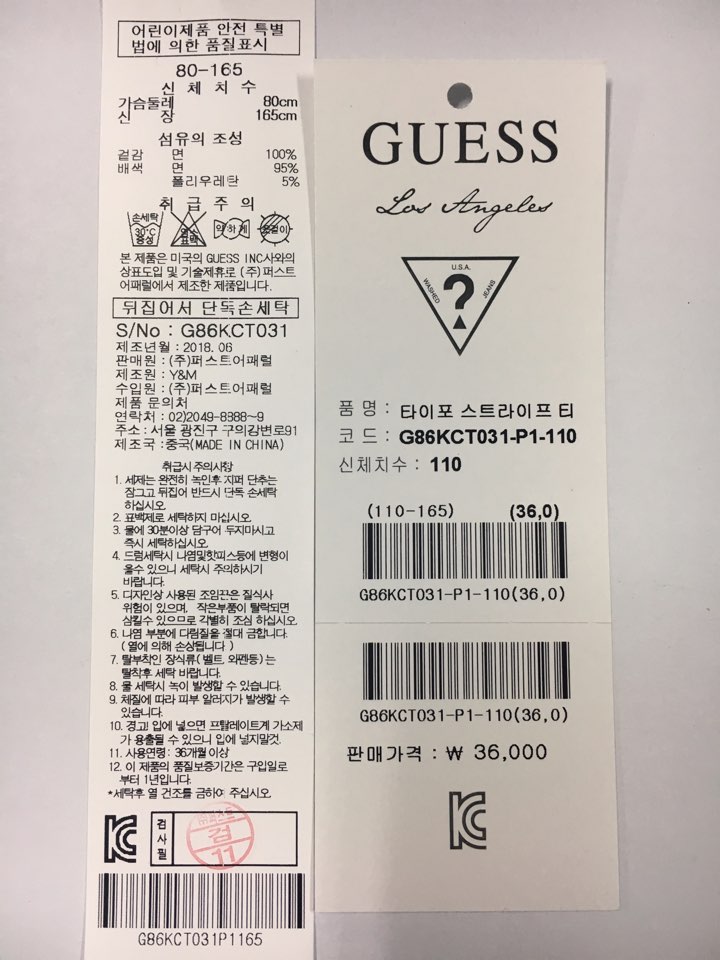 어린이제품 안전 특별
법에 의한 품질표시
80-165
신 체 치 수
가슴둘레 80cm
신 장 165cm
섬유의 조성
겉감 면 100%
배색 면 95%
폴리우레탄 5%
취 급 주 의
손세탁
30°C
중성
염소
표백
약하게
옷걸이
본 제품은 미국의 GUESS INC사와의
상표도입 및 기술제휴로 (주)퍼스트
어패럴에서 제조한 제품입니다.
뒤집어서 단독손세탁
S/No : G86KCT031
제조년월 : 2018. 06
판매원 : (주)퍼스트어패럴
제조원 : Y&M
수입원 : (주)퍼스트어패럴
제품 문의처
연락처 : 02)2049-8888~9
주소 : 서울 광진구 구의강변로91
제조국 :중국(MADE IN CHINA)
취급시 주의사항
1. 세제는 완전히 녹인후 지퍼 단추는
장그고 뒤집어 반드시 단독 손세탁
하십시오.
2. 표백제로 세탁하지 마십시오.
3. 물에 30분이상 담구어 두지마시고
즉시 세탁하십시오.
4. 드럼세탁시 나염및핫피스등에 변형이
올수 있으니 세탁시 주의하시기
바랍니다.
5. 디자인상 사용된 조임끈은 질식사
위험이 있으며, 작은부품이 탈락되면
삼킬수 있으므로 각별히 조심 하십시오.
6. 나염 부분에 다림질을 절대 금합니다.
( 열에 의해 손상됩니다 )
7. 탈부착인 장식류( 벨트, 와펜등) 는
탈착후 세탁 바랍니다.
8. 물 세탁시 녹이 발생할 수 있습니다.
9. 체질에 따라 피부 알러지가 발생할 수
있습니다.
10. 경고! 입에 넣으면 프탈레이트계 가소제
가 용출될 수 있으니 입에 넣지말것.
11. 사용연령: 36개월 이상
12. 이 제품의 품질보증기간은 구입일로
부터 1년입니다.
*세탁후 열 건조를 금하여 주십시오.
검사필
검
11
G86KCT031P1165
GUESS
Los Angeles
U.S.A.
WASHED ? JEANS
품 명 : 타이포 스트라이프 티
코 드 : G86KCT031-P1-110
신체치수 : 110
(110-165) (36,0)
G86KCT031-P1-110(36,0)
G86KCT031-P1-110(36,0)
판매가격 : ₩ 36,000